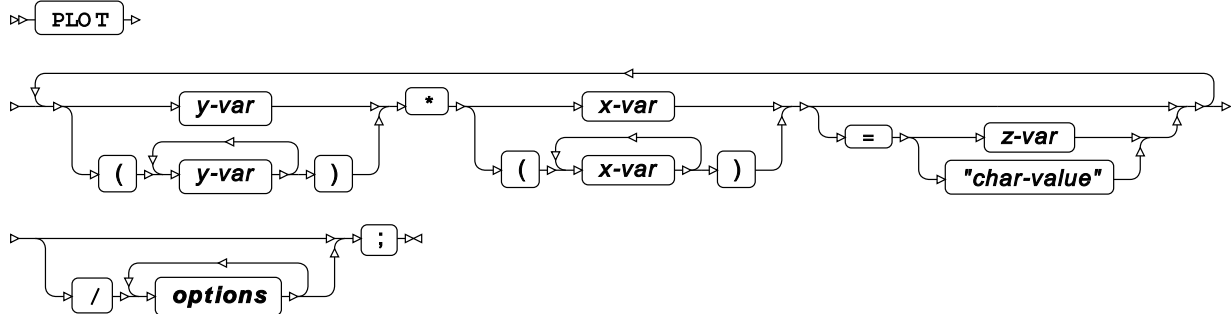 PLOT
y-var * x-var
= z-var
( y-var ) ( x-var ) "char-value"
;
/ options